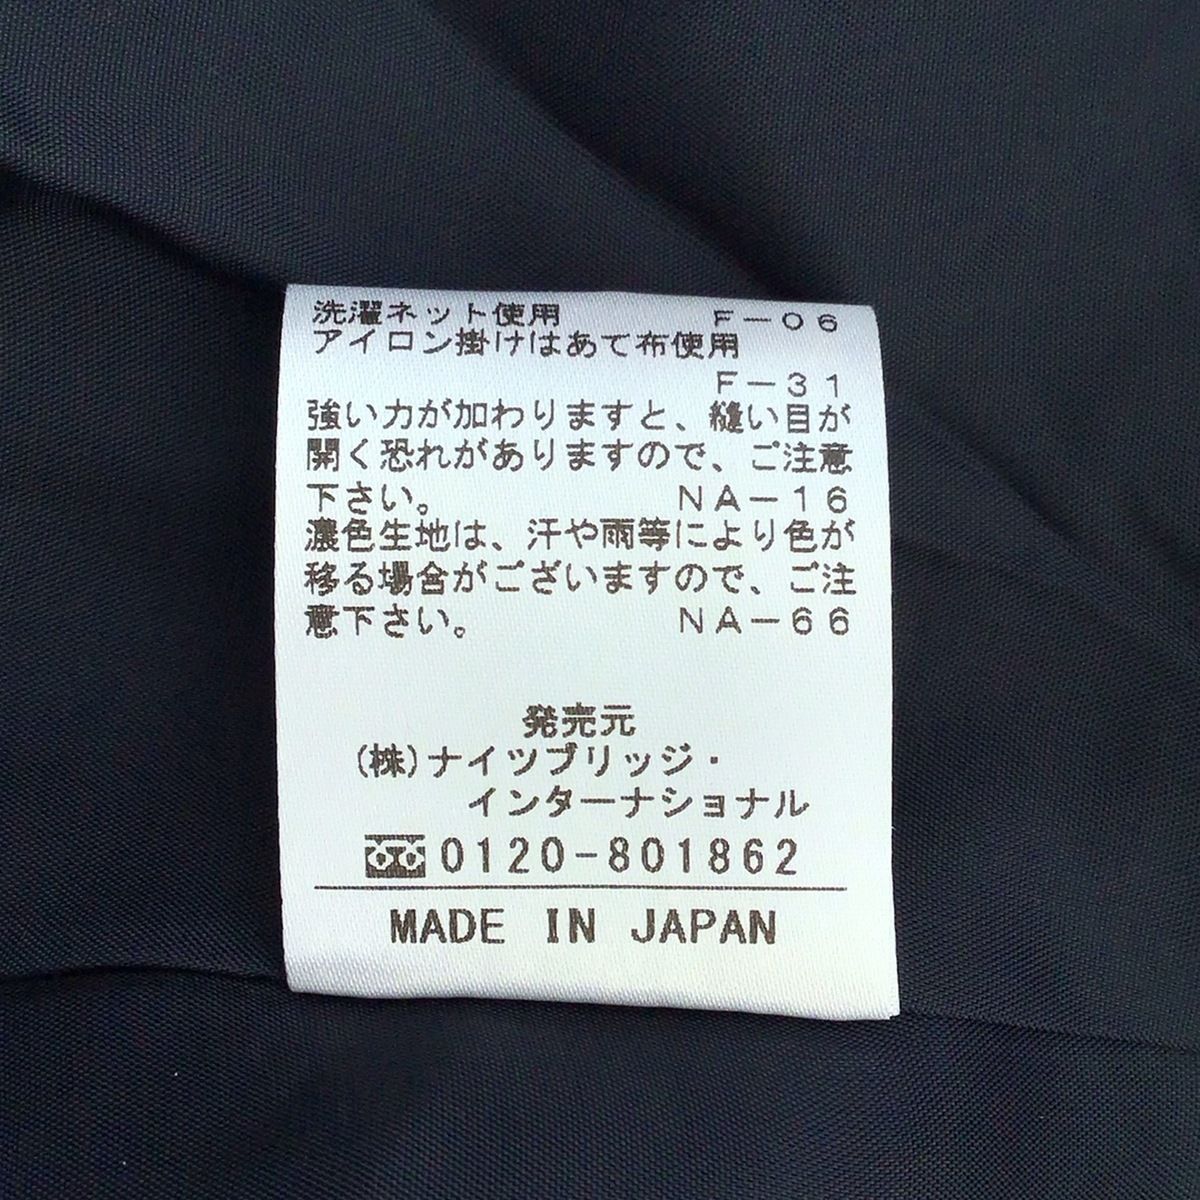 洗濯ネット使用　　　　Ｆ－０６
アイロン掛けはあて布使用
Ｆ－３１
強い力が加わりますと、縫い目が
開く恐れがありますので、ご注意
下さい。　　　　　　ＮＡ－１６
濃色生地は、汗や雨等により色が
移る場合がございますので、ご注
意下さい。　　　　　ＮＡ－６６
発売元
(株)ナイツブリッジ・
インターナショナル
0120-801862
MADE IN JAPAN